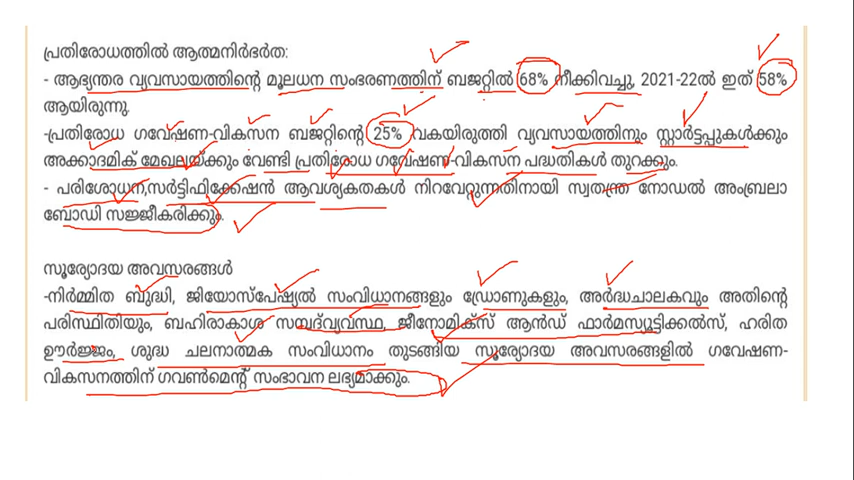 പ്രതിരോധത്തിൽ ആത്മനിർഭർത:
- ആഭ്യന്തര വ്യവസായത്തിന്റെ മൂലധന സംഭരണത്തിന് ബജറ്റിൽ 68% നീക്കിവച്ചു, 2021-22ൽ ഇത് 58%
ആയിരുന്നു.
-പ്രതിരോധ ഗവേഷണ-വികസന ബജറ്റിന്റെ 25% വകയിരുത്തി വ്യവസായത്തിനും സ്റ്റാർട്ടപ്പുകൾക്കും
അക്കാദമിക് മേഖലയ്ക്കും വേണ്ടി പ്രതിരോധ ഗവേഷണ-വികസന പദ്ധതികൾ തുറക്കും.
- പരിശോധന,സർട്ടിഫിക്കേഷൻ ആവശ്യകതകൾ നിറവേറ്റുന്നതിനായി സ്വതന്ത്ര നോഡൽ അംബ്രലാ
ബോഡി സജ്ജീകരിക്കും.
സൂര്യോദയ അവസരങ്ങൾ
-നിർമ്മിത ബുദ്ധി, ജിയോസ്പേഷ്യൽ സംവിധാനങ്ങളും ഡ്രോണുകളും, അർദ്ധചാലകവും അതിന്റെ
പരിസ്ഥിതിയും, ബഹിരാകാശ സമ്പദ്‌വ്യവസ്ഥ, ജീനോമിക്സ് ആൻഡ് ഫാർമസ്യൂട്ടിക്കൽസ്, ഹരിത
ഊർജ്ജം, ശുദ്ധ ചലനാത്മക സംവിധാനം തുടങ്ങിയ സൂര്യോദയ അവസരങ്ങളിൽ ഗവേഷണ-
വികസനത്തിന് ഗവൺമെന്റ് സംഭാവന ലഭ്യമാക്കും.